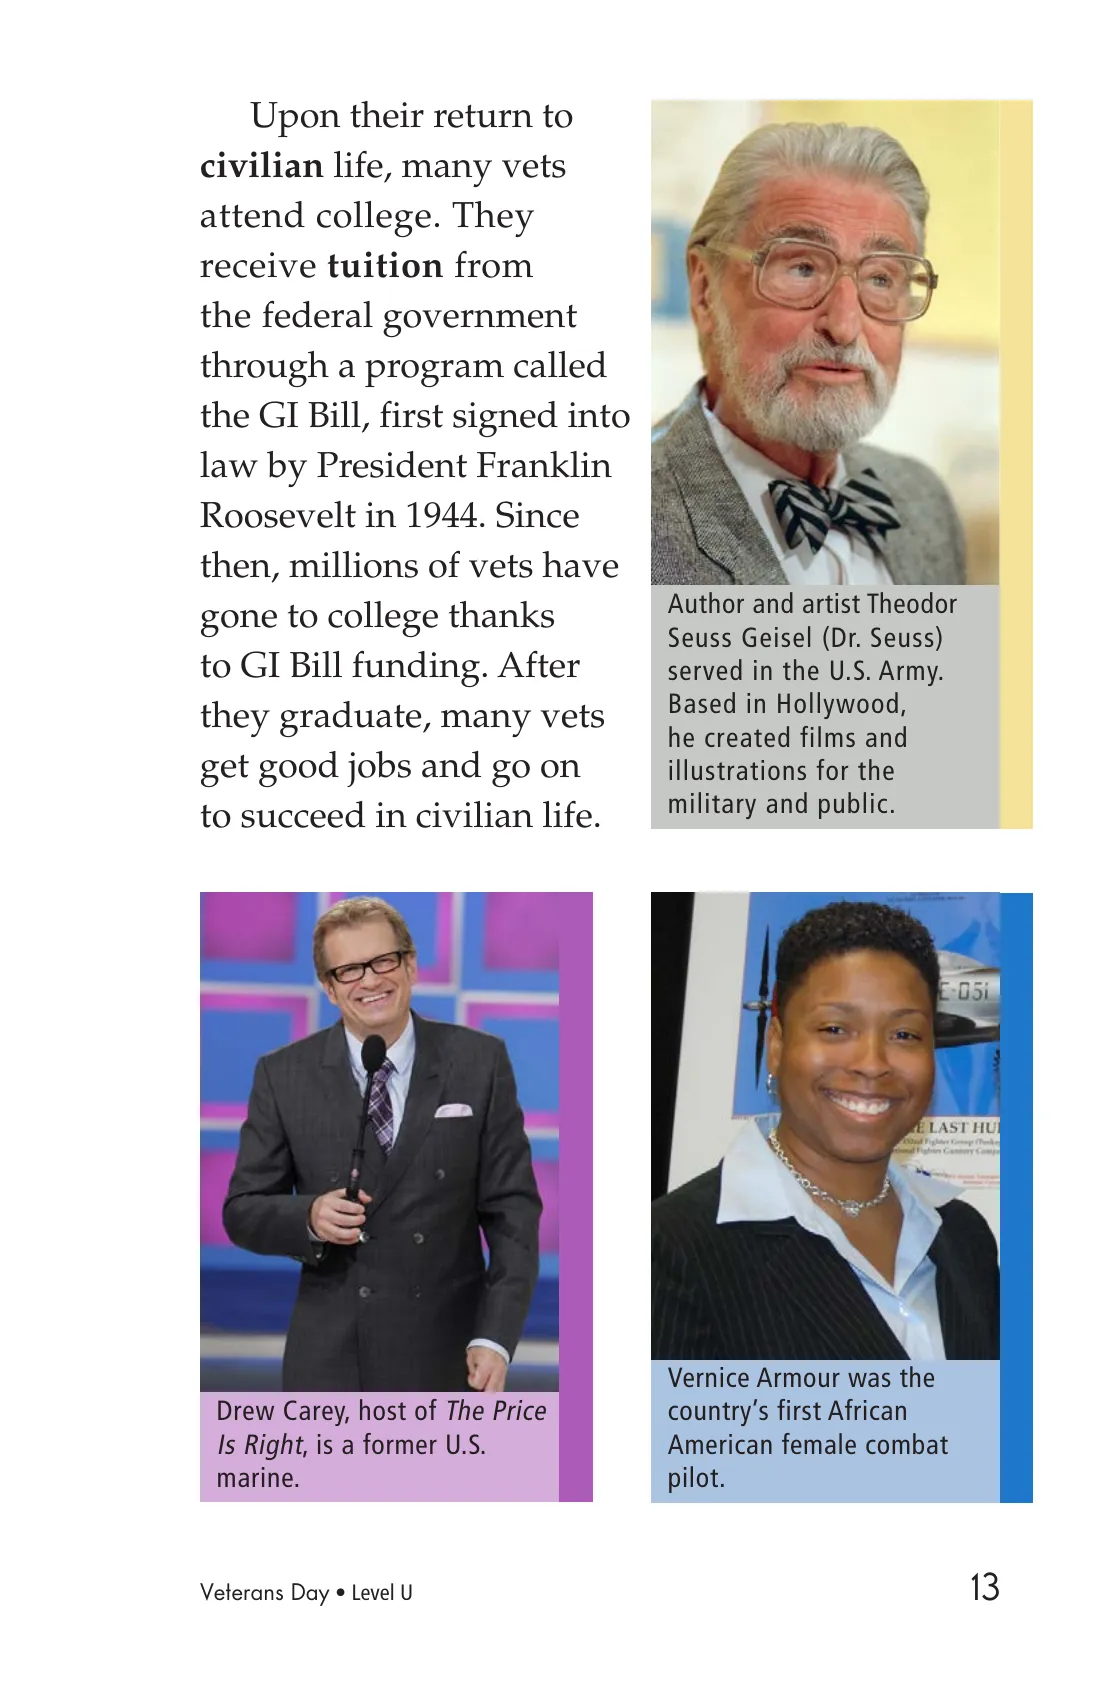 Upon their return to
civilian life, many vets
attend college. They
receive tuition from
the federal government
through a program called
the GI Bill, first signed into
law by President Franklin
Roosevelt in 1944. Since
then, millions of vets have
gone to college thanks
to GI Bill funding. After
they graduate, many vets
get good jobs and go on
to succeed in civilian life.
Author and artist Theodor
Seuss Geisel (Dr. Seuss)
served in the U.S. Army.
Based in Hollywood,
he created films and
illustrations for the
military and public.
Drew Carey, host of The Price
Is Right, is a former U.S.
marine.
E-051
E LAST HU
Vernice Armour was the
country's first African
American female combat
pilot.
Veterans Day • Level U
13